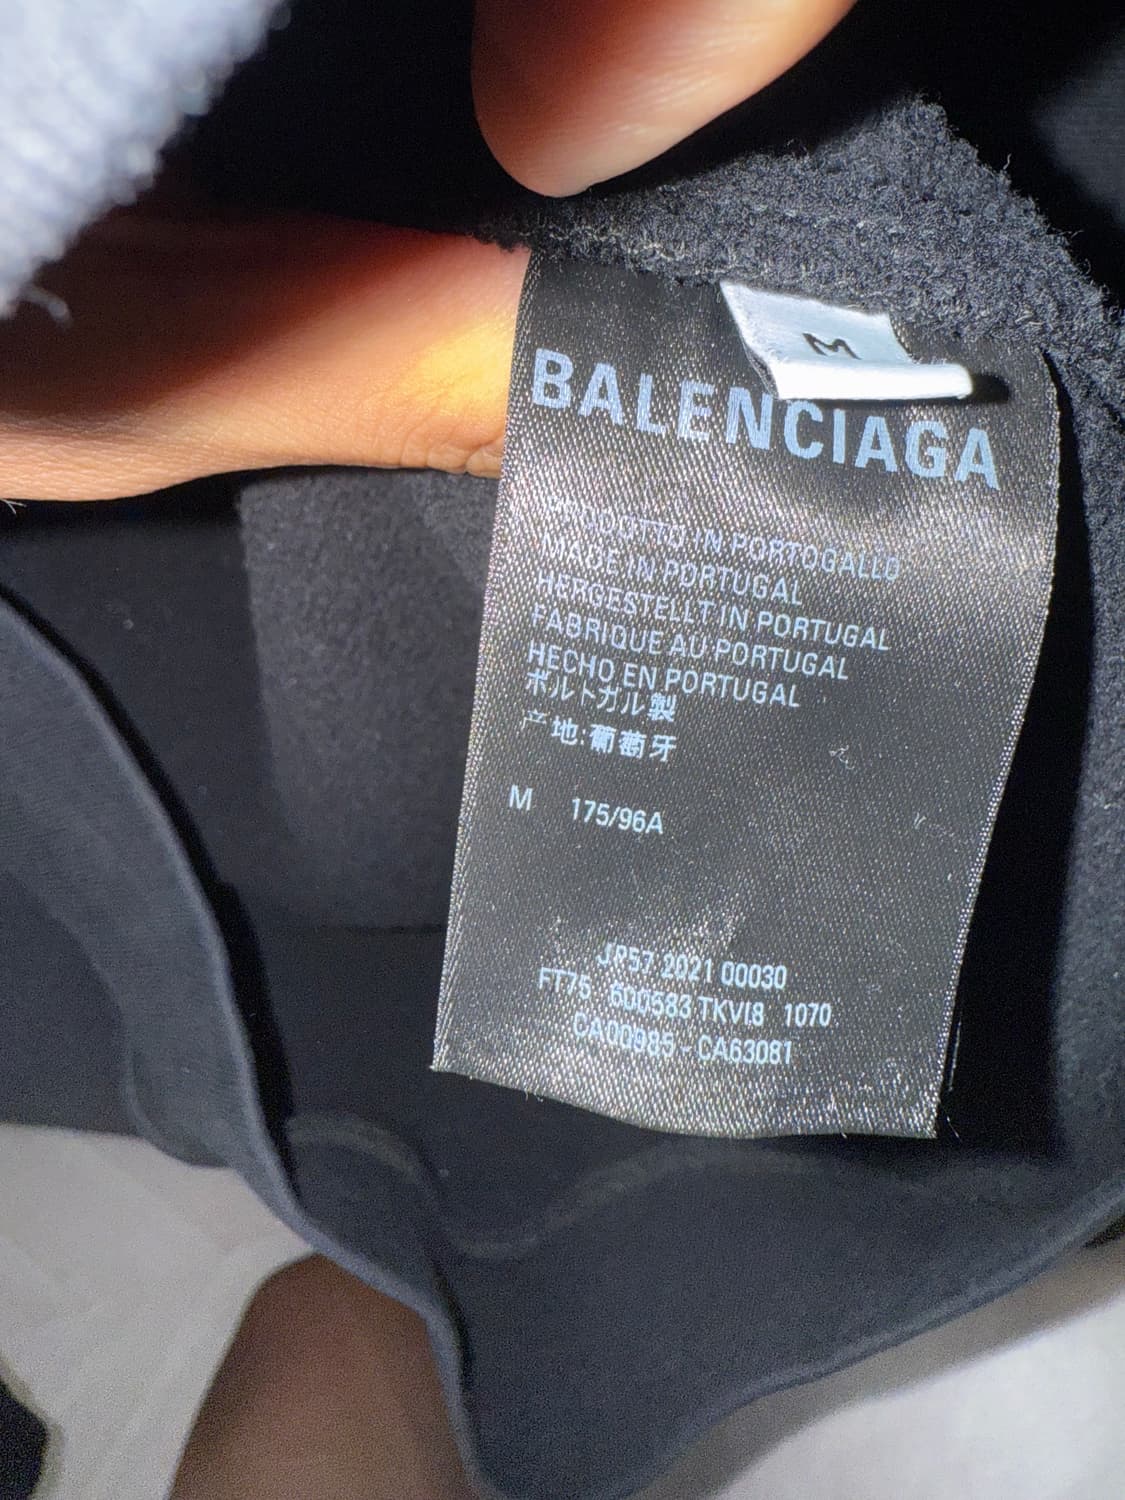 M
BALENCIAGA
PRODOTTO IN PORTOGALLO
MADE IN PORTUGAL
HERGESTELLT IN PORTUGAL
FABRIQUE AU PORTUGAL
HECHO EN PORTUGAL
ポルトガル製
产地:葡萄牙
M 175/96A
JP57 2021 00030
FT75 600583 TKVI8 1070
CA00985 - CA63081